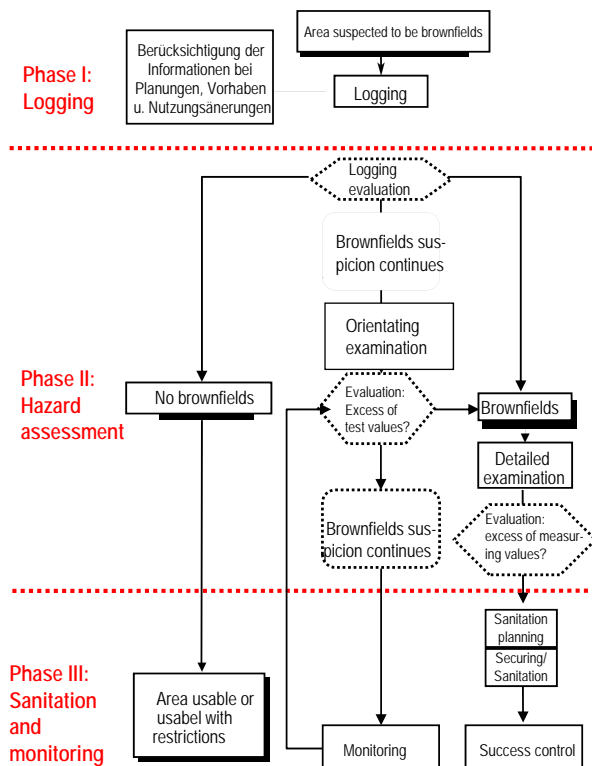 Phase I:
Logging
Berücksichtigung der
Informationen bei
Planungen, Vorhaben
u. Nutzungsänerungen
Area suspected to be brownfields
Logging
Logging
evaluation
Brownfields sus-
picion continues
Orientating
examination
Phase II:
Hazard
assessment
No brownfields
Evaluation:
Excess of
test values?
Brownfields
Detailed
examination
Brownfields sus-
picion continues
Evaluation:
excess of measur-
ing values?
Phase III:
Sanitation
and
monitoring
Area usable or
usabel with
restrictions
Monitoring
Sanitation
planning
Securing/
Sanitation
Success control